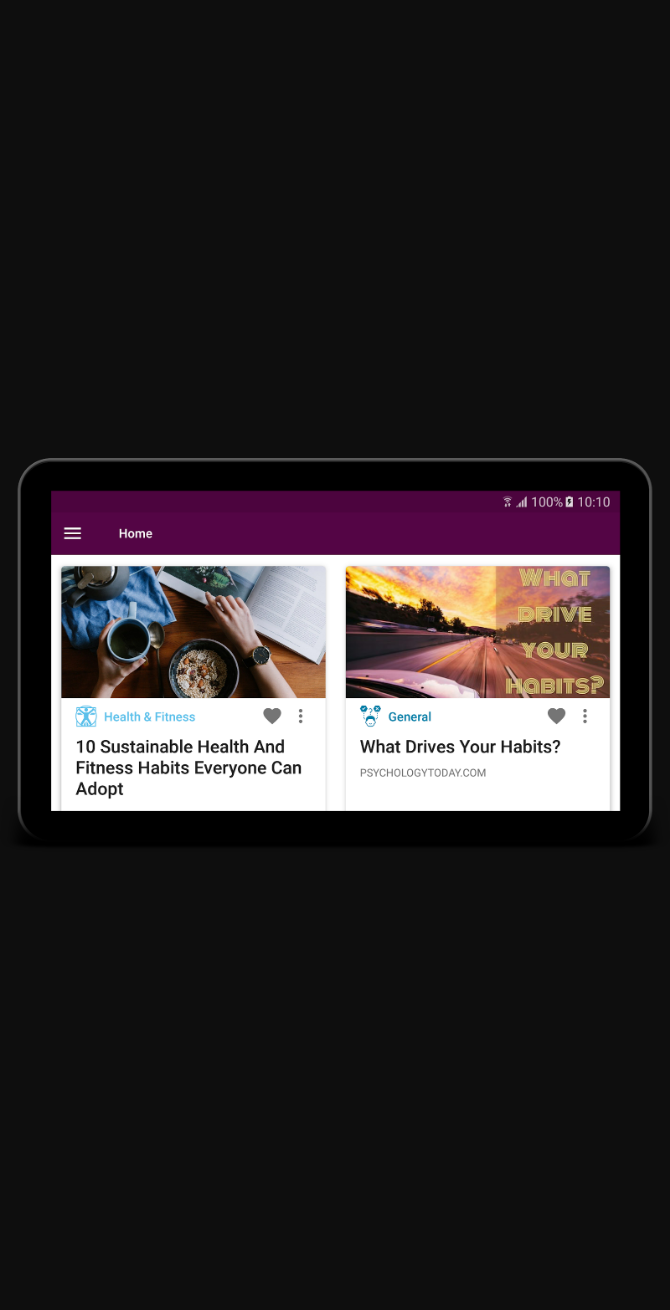 100% 10:10
Home
WHAT
DRIVE
YOUR
HABITS?
Health & Fitness
General
10 Sustainable Health And
Fitness Habits Everyone Can
Adopt
What Drives Your Habits?
PSYCHOLOGYTODAY.COM